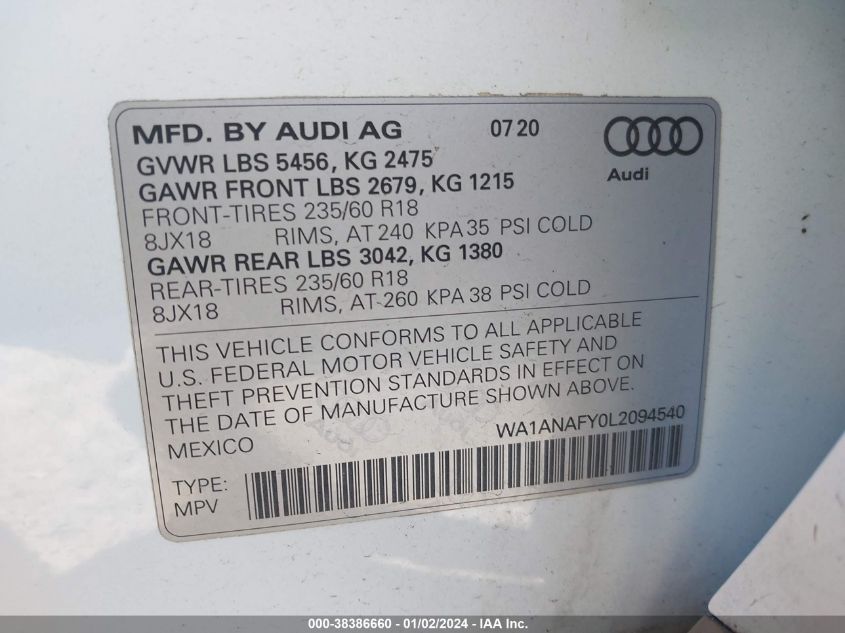 MFD. BY AUDI AG 07 20
Audi
GVWR LBS 5456, KG 2475
GAWR FRONT LBS 2679, KG 1215
FRONT-TIRES 235/60 R18
8JX18 RIMS, AT 240 KPA 35 PSI COLD
GAWR REAR LBS 3042, KG 1380
REAR-TIRES 235/60 R18
8JX18 RIMS, AT 260 KPA 38 PSI COLD
THIS VEHICLE CONFORMS TO ALL APPLICABLE
U.S. FEDERAL MOTOR VEHICLE SAFETY AND
THEFT PREVENTION STANDARDS IN EFFECT ON
THE DATE OF MANUFACTURE SHOWN ABOVE.
MEXICO WA1ANAFY0L2094540
TYPE:
MPV
000-38386660 - 01/02/2024 - IAA Inc.